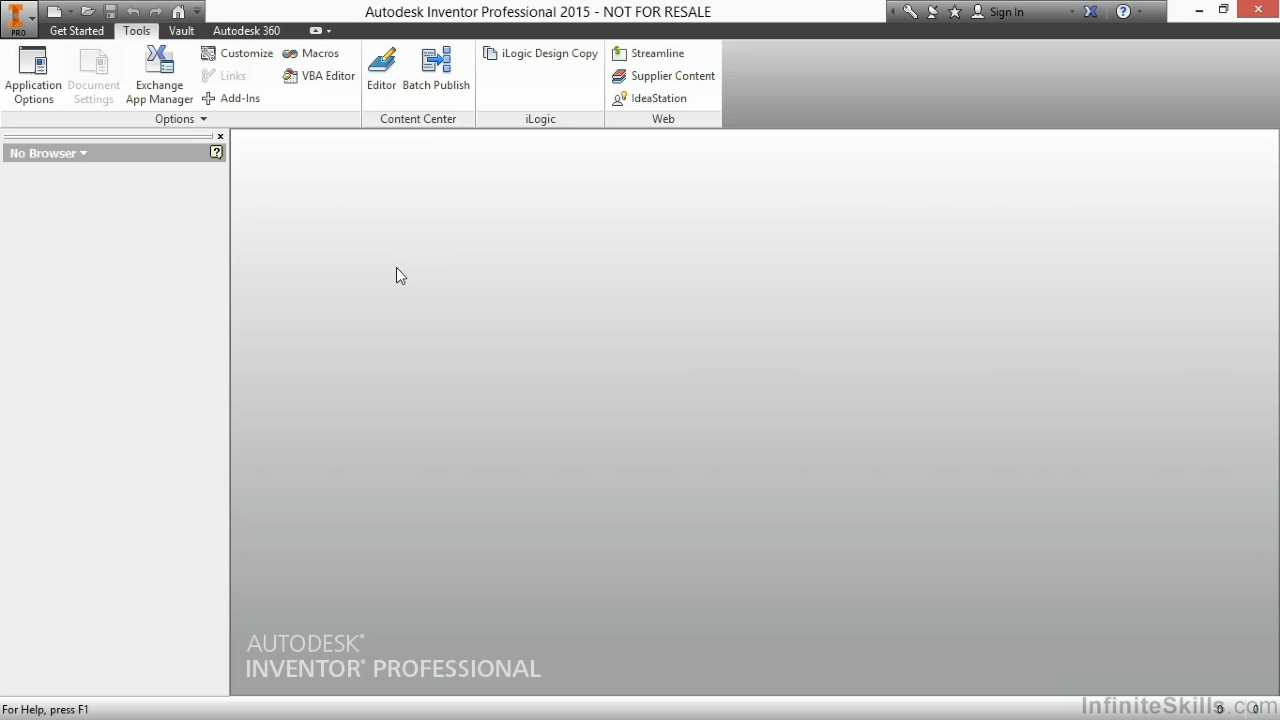 Autodesk Inventor Professional 2015 - NOT FOR RESALE
Sign In
PRO
Get Started Tools Vault Autodesk 360
Application Options
Document Settings
Exchange App Manager
Customize
Links
Add-Ins
Macros
VBA Editor
Options
Editor
Batch Publish
Content Center
iLogic Design Copy
iLogic
Streamline
Supplier Content
IdeaStation
Web
No Browser
AUTODESK®
INVENTOR® PROFESSIONAL
For Help, press F1
0 0
InfiniteSkills.com